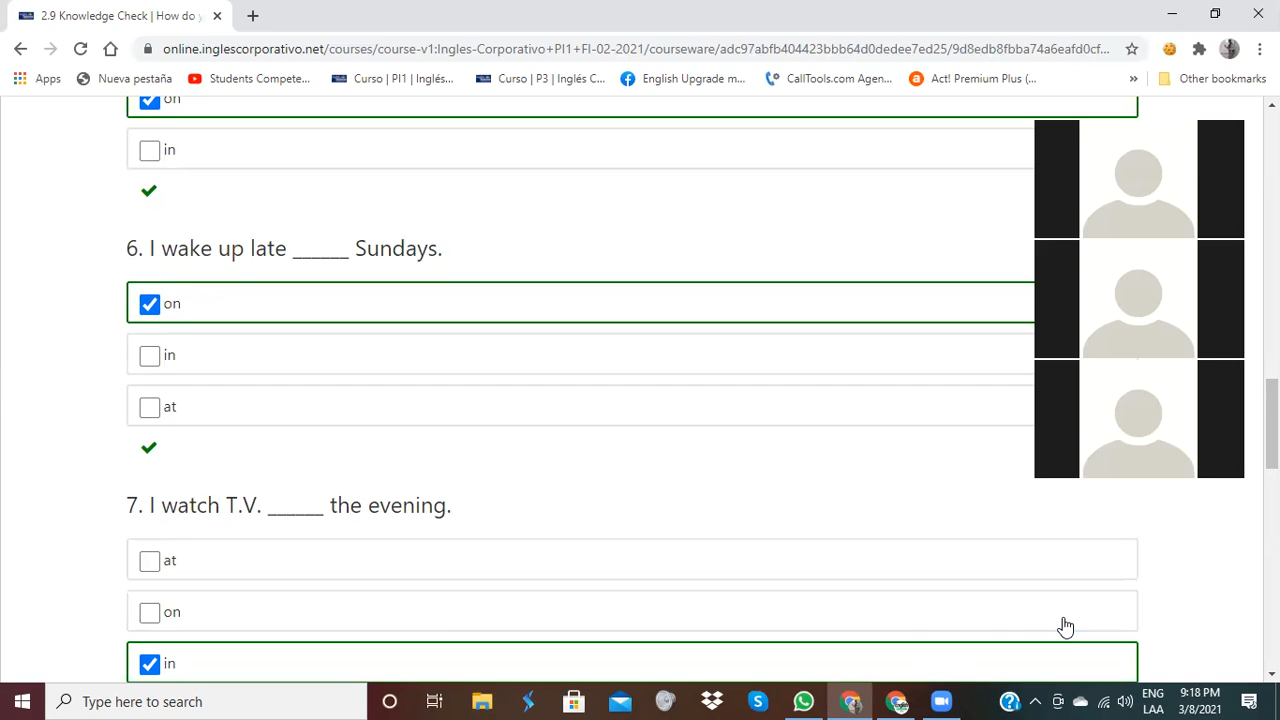 2.9 Knowledge Check | How do y
online.inglescorporativo.net/courses/course-v1:Ingles-Corporativo+PI1+FI-02-2021/courseware/adc97abfb404423bbb64d0dedee7ed25/9d8edb8fbba74a6eafd0cf...
Apps Nueva pestaña Students Compete... Curso | PI1 | Inglés... Curso | P3 | Inglés C... English Upgrade m... CallTools.com Agen... Act! Premium Plus (... » Other bookmarks
on
in
6. I wake up late ______ Sundays.
on
in
at
7. I watch T.V. ______ the evening.
at
on
in
Type here to search
ENG 9:18 PM
LAA 3/8/2021